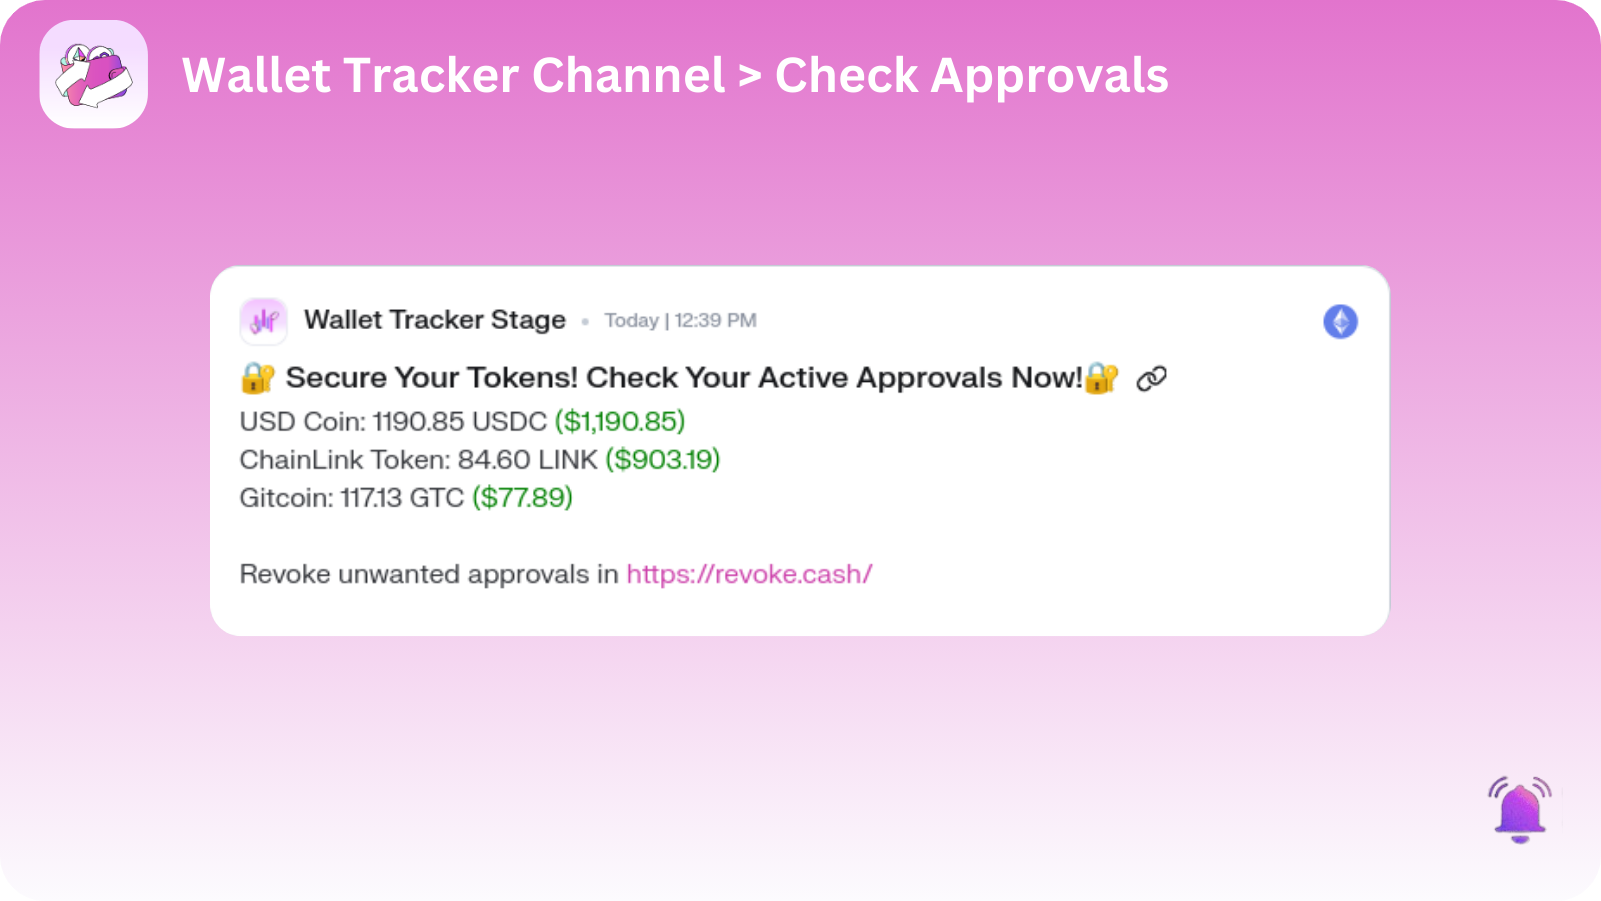 Wallet Tracker Channel > Check Approvals
Wallet Tracker Stage • Today | 12:39 PM
🔐 Secure Your Tokens! Check Your Active Approvals Now!🔐
USD Coin: 1190.85 USDC ($1,190.85)
ChainLink Token: 84.60 LINK ($903.19)
Gitcoin: 117.13 GTC ($77.89)
Revoke unwanted approvals in https://revoke.cash/